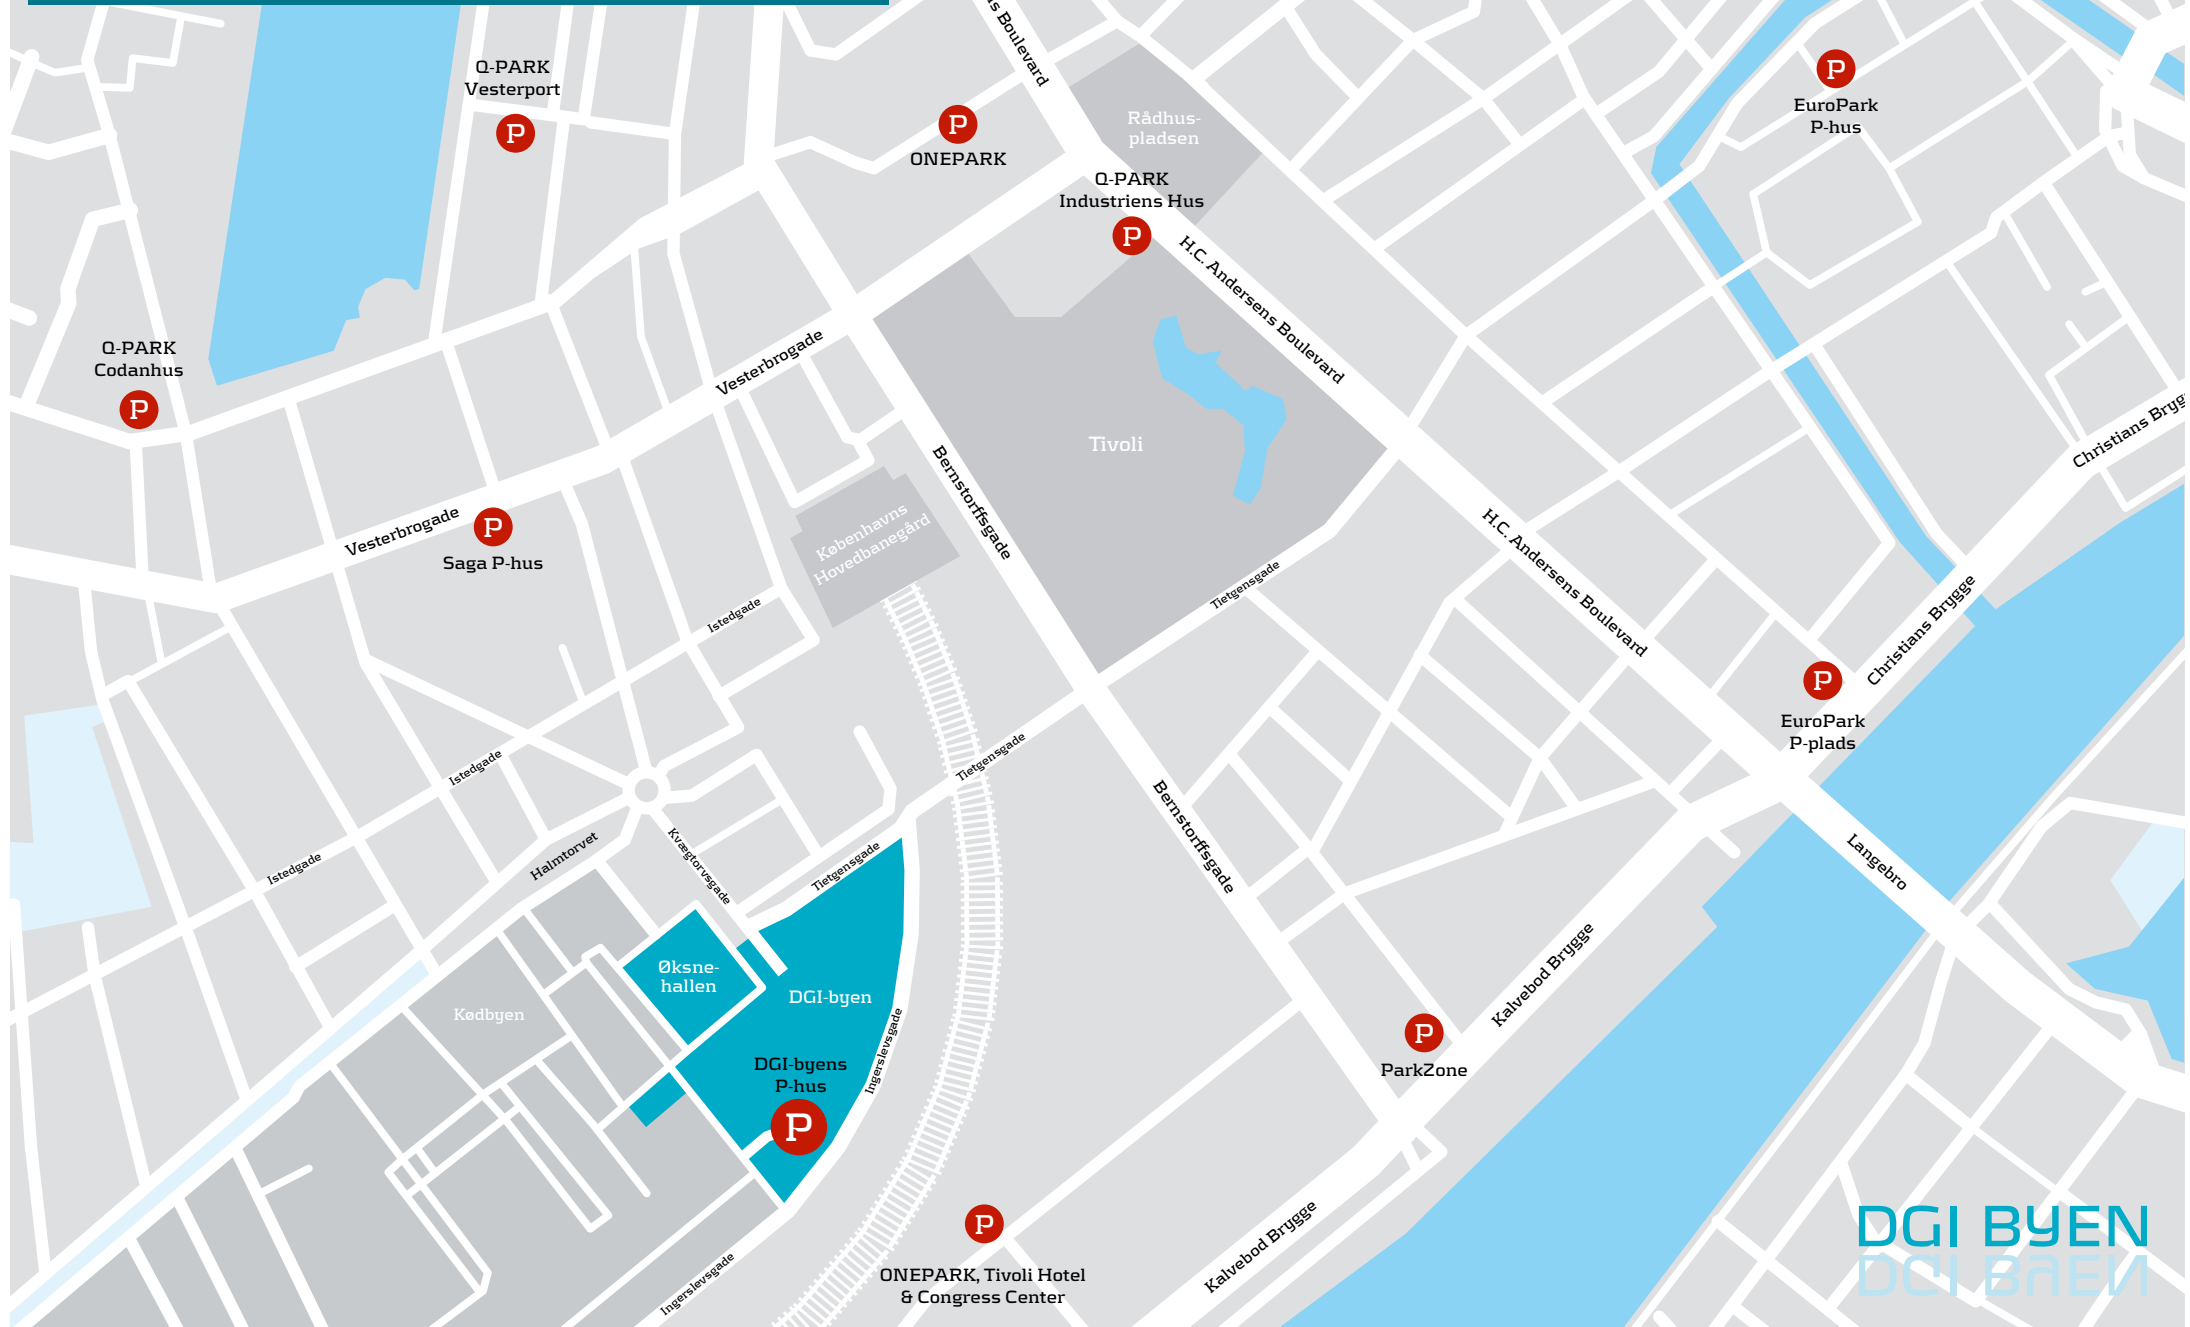 s Boulevard
Q-PARK
Vesterport
EuroPark
P-hus
P
P
P
ONEPARK
Rådhus-
pladsen
Q-PARK
Industriens Hus
P
H.C. Andersens Boulevard
Q-PARK
Codanhus
P
Vesterbrogade
Tivoli
Christians Brygg
Bernstorffsgade
Vesterbrogade
P
Saga P-hus
Københavns
Hovedbanegård
H.C. Andersens Boulevard
Tietgensgade
Istedgade
Christians Brygge
P
EuroPark
P-plads
Istedgade
Tietgensgade
Bernstorffsgade
Halmtorvet
Kvægtorvsgade
Istedgade
Tietgensgade
Langebro
Øksne-
hallen
DGI-byen
Kødbyen
Kalvebod Brygge
Ingerslevsgade
P
ParkZone
DGI-byens
P-hus
P
P
ONEPARK, Tivoli Hotel
& Congress Center
Kalvebod Brygge
Ingerslevsgade
DGI BYEN